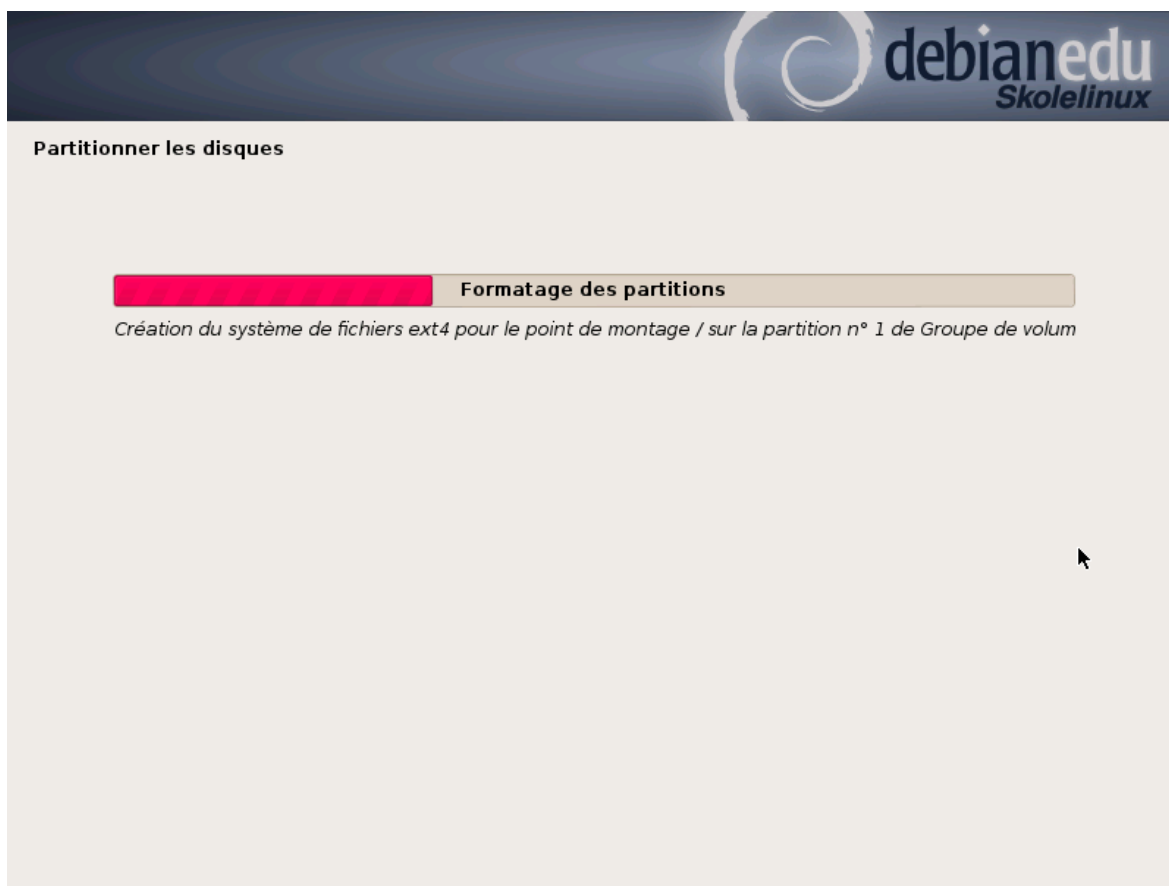 debianedu
Skolelinux
Partitionner les disques
Formatage des partitions
Création du système de fichiers ext4 pour le point de montage / sur la partition n° 1 de Groupe de volum